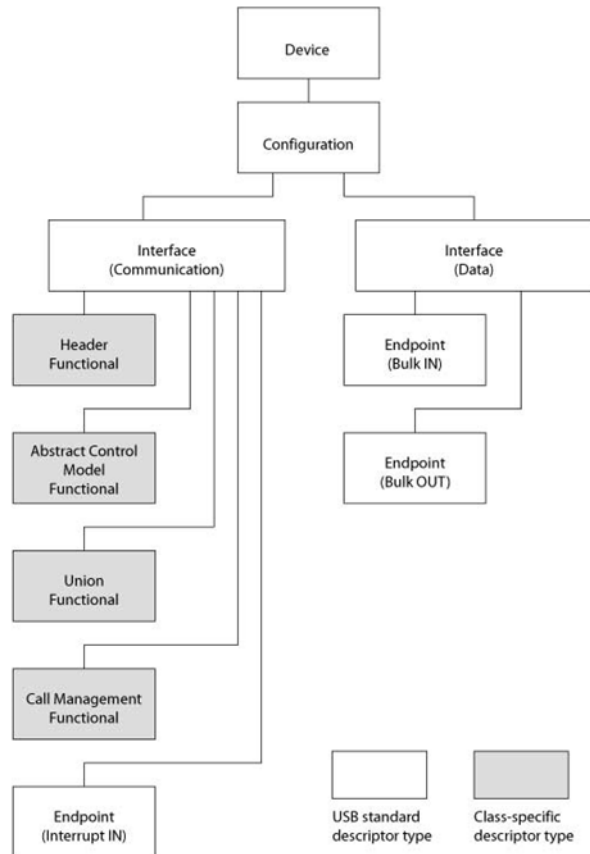 Device
Configuration
Interface
(Communication)
Interface
(Data)
Header
Functional
Endpoint
(Bulk IN)
Abstract Control
Model
Functional
Endpoint
(Bulk OUT)
Union
Functional
Call Management
Functional
Endpoint
(Interrupt IN)
USB standard
descriptor type
Class-specific
descriptor type